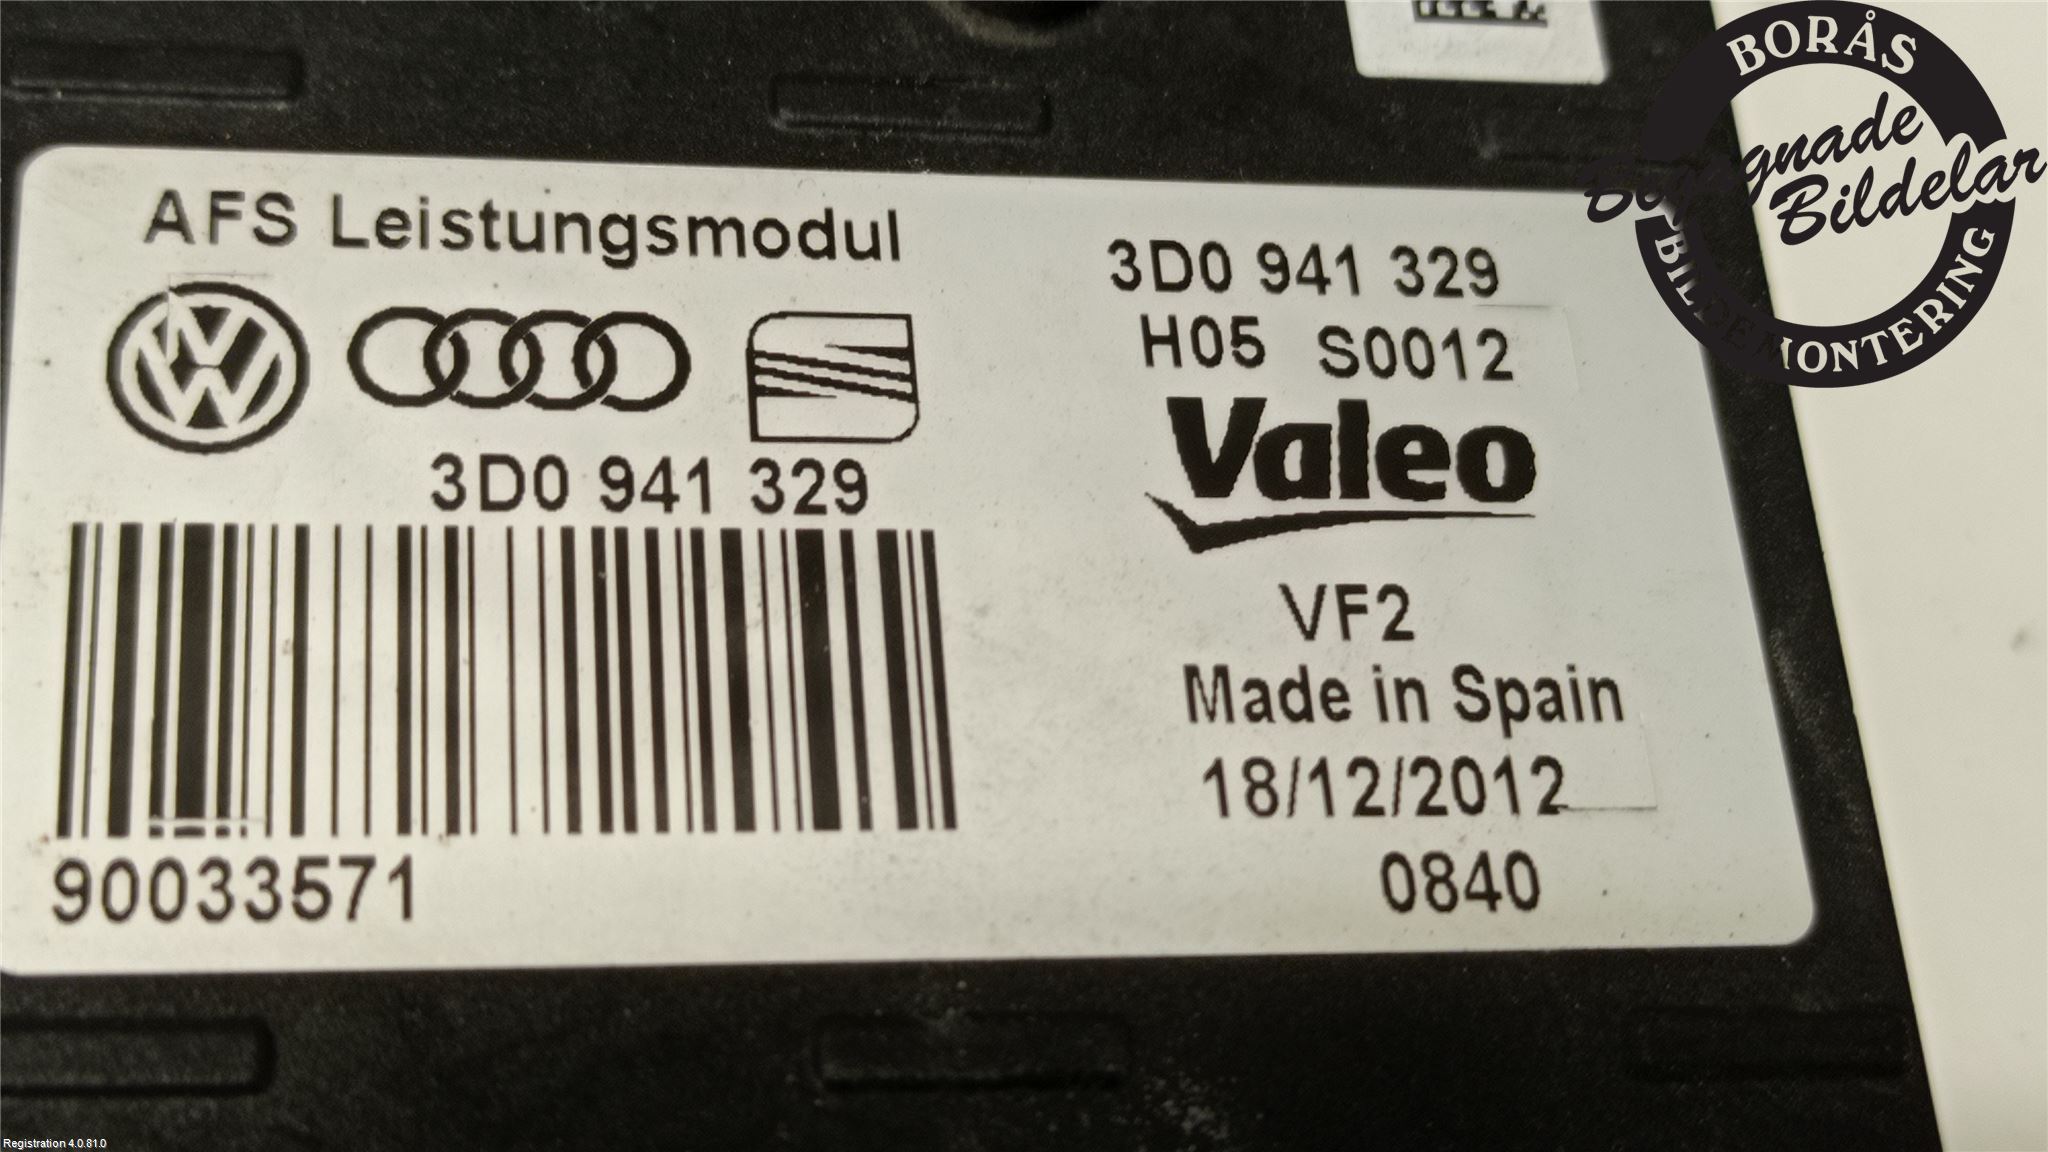 AFS Leistungsmodul
3D0 941 329
90033571
3D0 941 329
H05 S0012
Valeo
VF2
Made in Spain
18/12/2012
0840
BORÅS
Begagnade
Bildelar
BILDEMONTERING
Registration 4.0.81.0